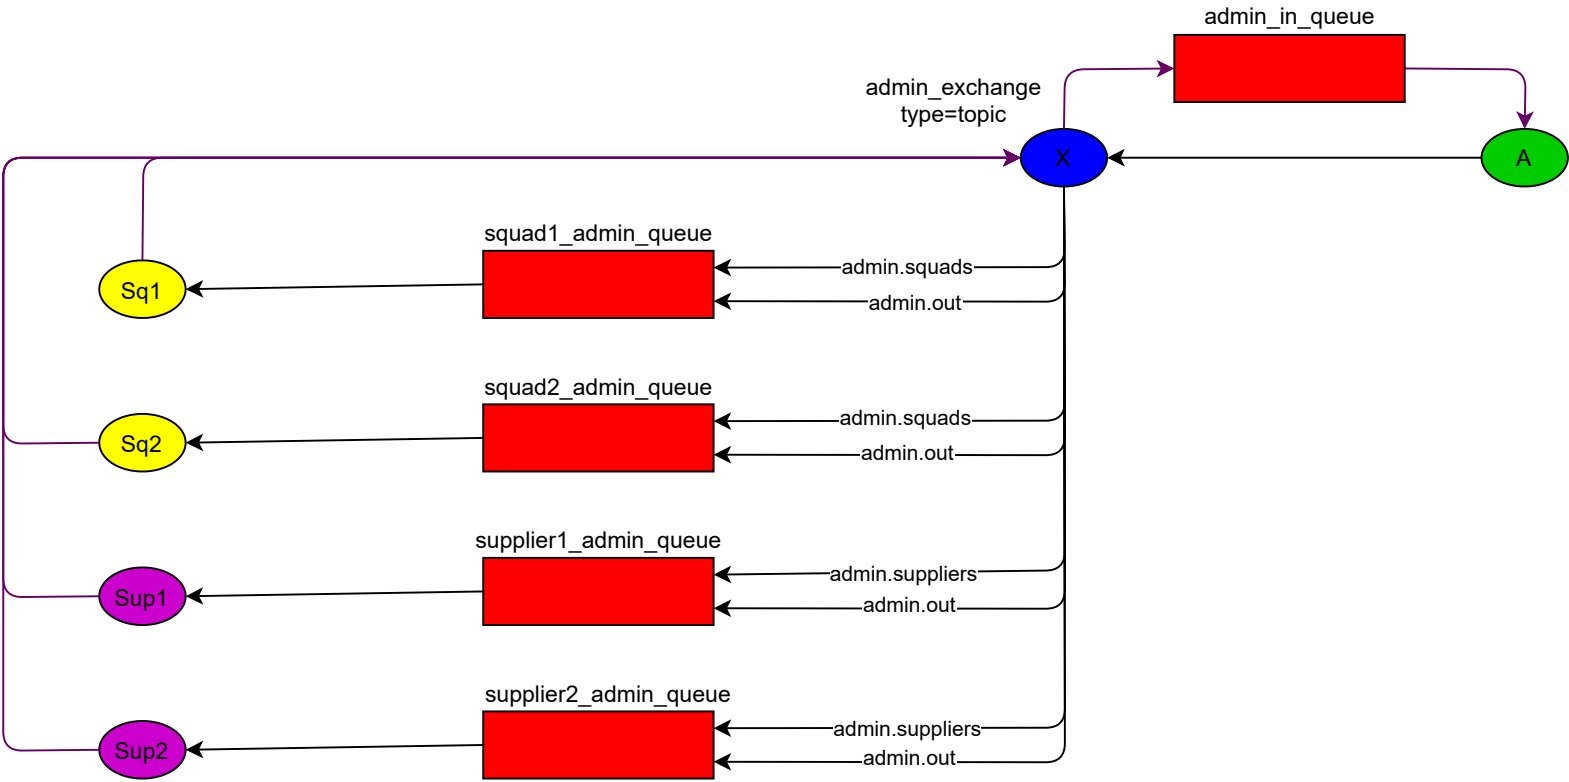 admin_in_queue
admin_exchange
type=topic
X
A
squad1_admin_queue
admin.squads
Sq1
admin.out
squad2_admin_queue
admin.squads
Sq2
admin.out
supplier1_admin_queue
admin.suppliers
Sup1
admin.out
supplier2_admin_queue
admin.suppliers
Sup2
admin.out